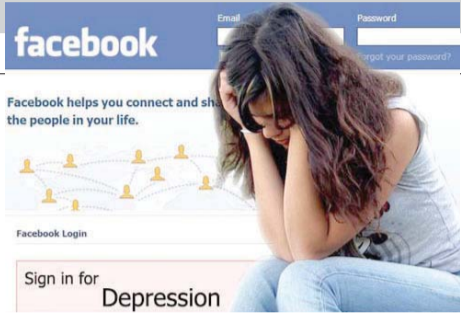 Email Password
facebook
Forgot your password?
Facebook helps you connect and
the people in your life.
Facebook Login
Sign in for
Depression